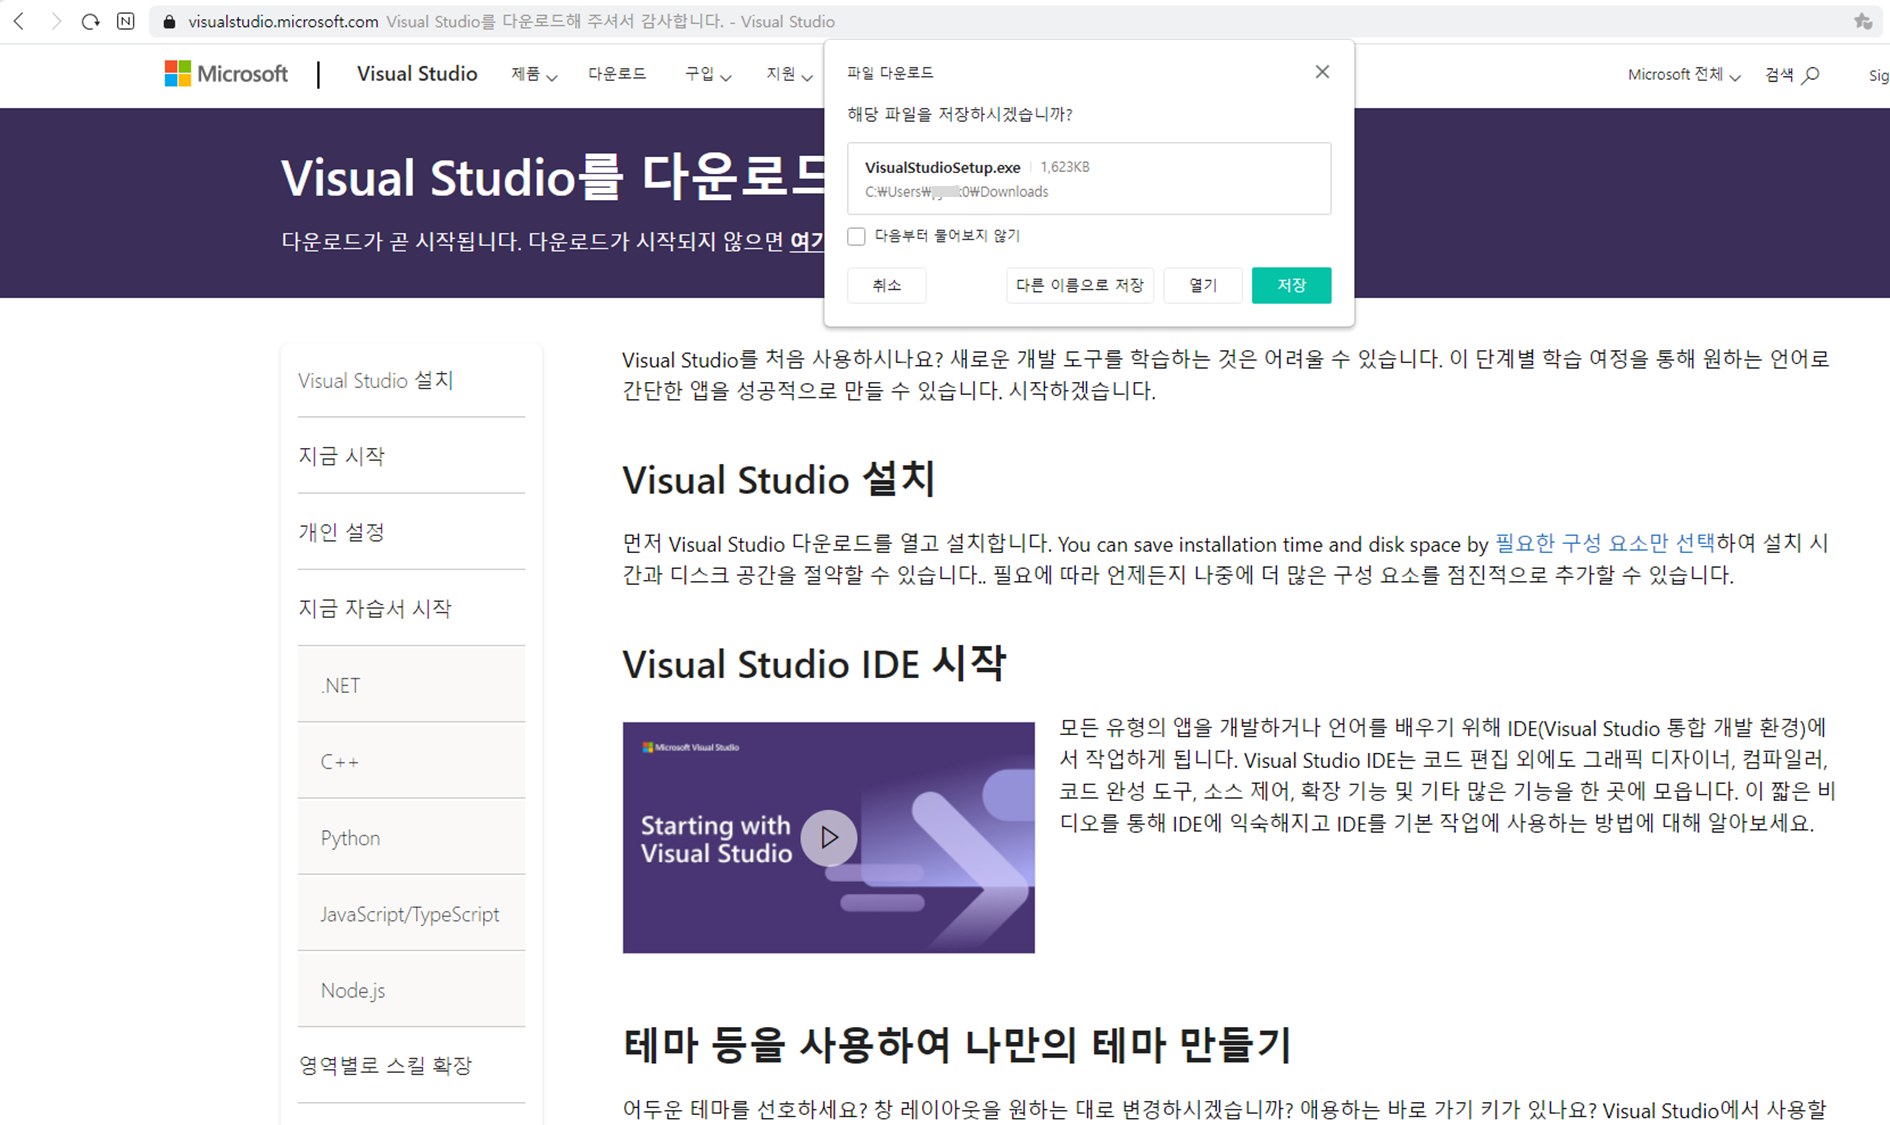 visualstudio.microsoft.com Visual Studio를 다운로드해 주셔서 감사합니다. - Visual Studio
Microsoft
Visual Studio
제품
다운로드
구입
지원
Microsoft 전체
검색
Sig
파일 다운로드
해당 파일을 저장하시겠습니까?
VisualStudioSetup.exe 1,623KB
C:₩Users₩ 0₩Downloads
다음부터 물어보지 않기
취소
다른 이름으로 저장
열기
저장
Visual Studio를 다운로드
다운로드가 곧 시작됩니다. 다운로드가 시작되지 않으면 여기
Visual Studio 설치
지금 시작
개인 설정
지금 자습서 시작
.NET
C++
Python
JavaScript/TypeScript
Node.js
영역별로 스킬 확장
Visual Studio를 처음 사용하시나요? 새로운 개발 도구를 학습하는 것은 어려울 수 있습니다. 이 단계별 학습 여정을 통해 원하는 언어로
간단한 앱을 성공적으로 만들 수 있습니다. 시작하겠습니다.
Visual Studio 설치
먼저 Visual Studio 다운로드를 열고 설치합니다. You can save installation time and disk space by 필요한 구성 요소만 선택하여 설치 시
간과 디스크 공간을 절약할 수 있습니다.. 필요에 따라 언제든지 나중에 더 많은 구성 요소를 점진적으로 추가할 수 있습니다.
Visual Studio IDE 시작
Microsoft Visual Studio
Starting with
Visual Studio
모든 유형의 앱을 개발하거나 언어를 배우기 위해 IDE(Visual Studio 통합 개발 환경)에
서 작업하게 됩니다. Visual Studio IDE는 코드 편집 외에도 그래픽 디자이너, 컴파일러,
코드 완성 도구, 소스 제어, 확장 기능 및 기타 많은 기능을 한 곳에 모읍니다. 이 짧은 비
디오를 통해 IDE에 익숙해지고 IDE를 기본 작업에 사용하는 방법에 대해 알아보세요.
테마 등을 사용하여 나만의 테마 만들기
어두운 테마를 선호하세요? 창 레이아웃을 원하는 대로 변경하시겠습니까? 애용하는 바로 가기 키가 있나요? Visual Studio에서 사용할